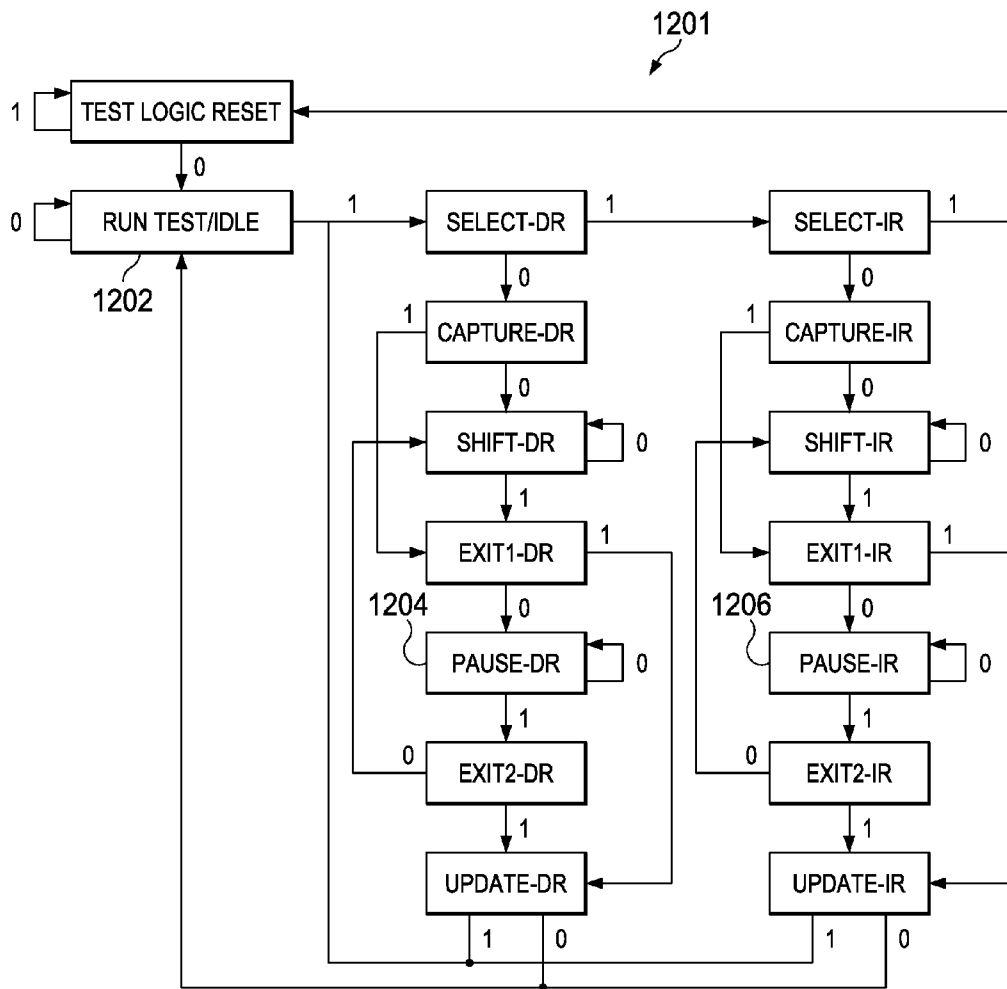 1201
1 TEST LOGIC RESET
0
0 RUN TEST/IDLE 1 SELECT-DR 1 SELECT-IR 1
1202
0 0
1 CAPTURE-DR 1 CAPTURE-IR
0 0
SHIFT-DR 0 SHIFT-IR 0
1 1
EXIT1-DR 1 EXIT1-IR 1
1204 0 1206 0
PAUSE-DR 0 PAUSE-IR 0
1 1
0 EXIT2-DR 0 EXIT2-IR
1 1
UPDATE-DR UPDATE-IR
1 0 1 0